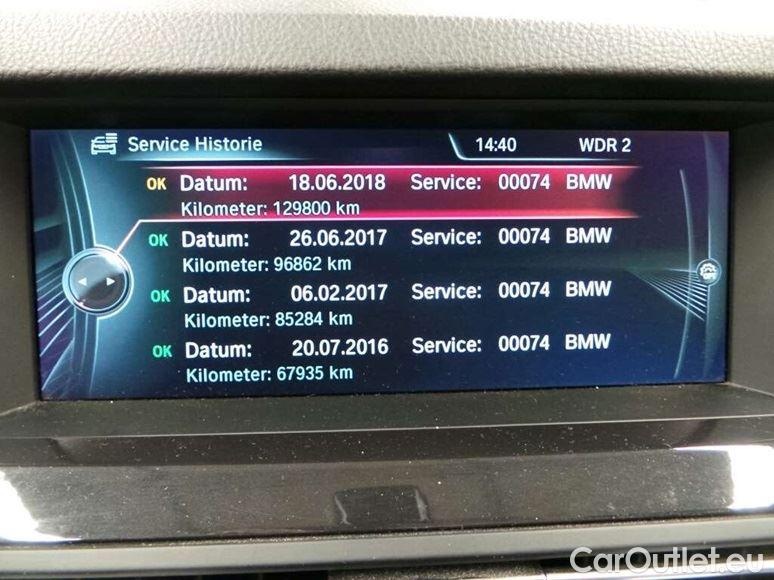 Service Historie 14:40 WDR 2
OK Datum: 18.06.2018 Service: 00074 BMW
Kilometer: 129800 km
OK Datum: 26.06.2017 Service: 00074 BMW
Kilometer: 96862 km
OK Datum: 06.02.2017 Service: 00074 BMW
Kilometer: 85284 km
OK Datum: 20.07.2016 Service: 00074 BMW
Kilometer: 67935 km
CarOutlet.eu